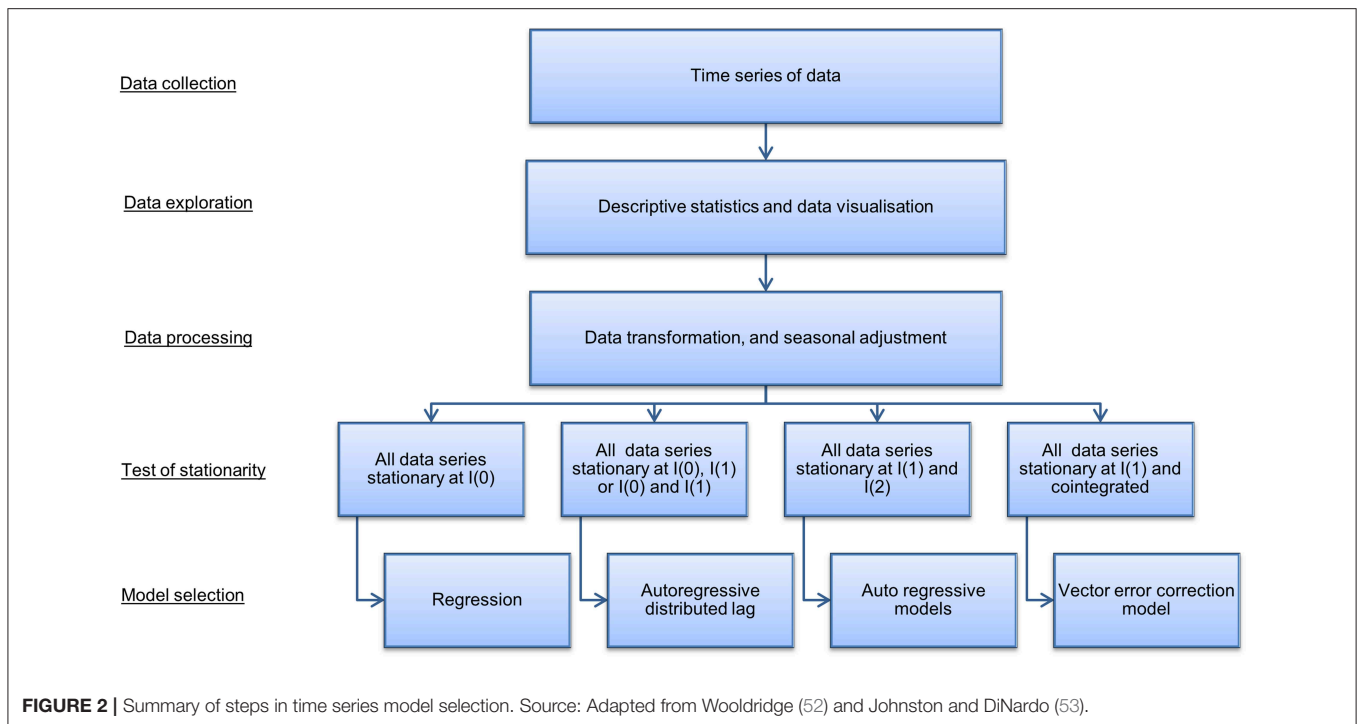 Data collection
Time series of data
Data exploration
Descriptive statistics and data visualisation
Data processing
Data transformation, and seasonal adjustment
Test of stationarity
All data series
stationary at I(0)
All data series
stationary at I(0), I(1)
or I(0) and I(1)
All data series
stationary at I(1) and
I(2)
All data series
stationary at I(1) and
cointegrated
Model selection
Regression
Autoregressive
distributed lag
Auto regressive
models
Vector error correction
model
FIGURE 2 | Summary of steps in time series model selection. Source: Adapted from Wooldridge (52) and Johnston and DiNardo (53).